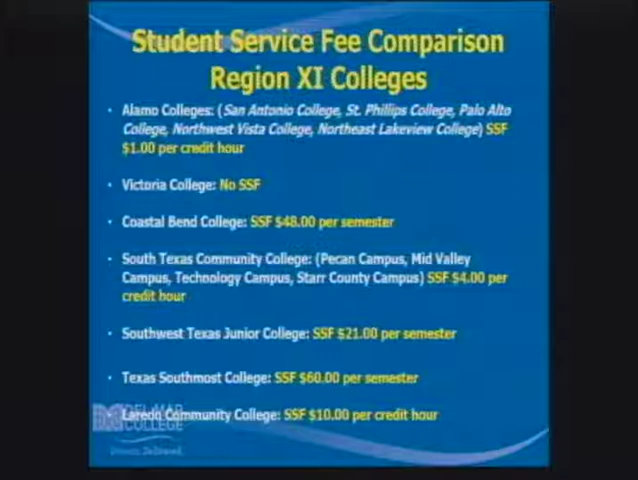 Student Service Fee Comparison
Region XI Colleges
• Alamo Colleges: (San Antonio College, St. Phillips College, Palo Alto
College, Northwest Vista College, Northeast Lakeview College) SSF
$1.00 per credit hour
• Victoria College: No SSF
• Coastal Bend College: SSF $48.00 per semester
• South Texas Community College: (Pecan Campus, Mid Valley
Campus, Technology Campus, Starr County Campus) SSF $4.00 per
credit hour
• Southwest Texas Junior College: SSF $21.00 per semester
• Texas Southmost College: SSF $60.00 per semester
Laredo Community College: SSF $10.00 per credit hour
DEL MAR
COLLEGE